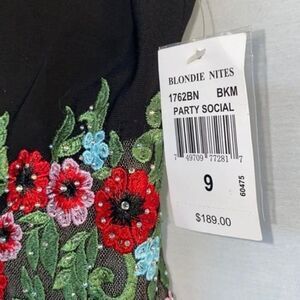 BLONDIE NITES
1762BN BKM
PARTY SOCIAL
7 49709 77281 7
9
60475
$189.00